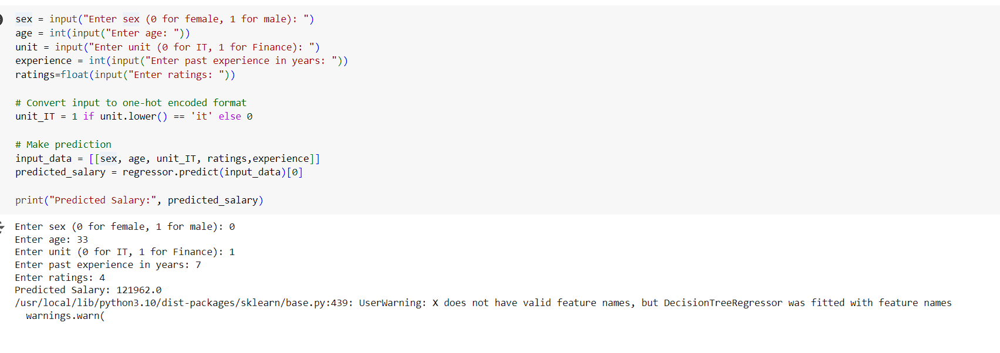 sex = input("Enter sex (0 for female, 1 for male): ")
age = int(input("Enter age: "))
unit = input("Enter unit (0 for IT, 1 for Finance): ")
experience = int(input("Enter past experience in years: "))
ratings=float(input("Enter ratings: "))
# Convert input to one-hot encoded format
unit_IT = 1 if unit.lower() == 'it' else 0
# Make prediction
input_data = [[sex, age, unit_IT, ratings,experience]]
predicted_salary = regressor.predict(input_data)[0]
print("Predicted Salary:", predicted_salary)
Enter sex (0 for female, 1 for male): 0
Enter age: 33
Enter unit (0 for IT, 1 for Finance): 1
Enter past experience in years: 7
Enter ratings: 4
Predicted Salary: 121962.0
/usr/local/lib/python3.10/dist-packages/sklearn/base.py:439: UserWarning: X does not have valid feature names, but DecisionTreeRegressor was fitted with feature names
  warnings.warn(